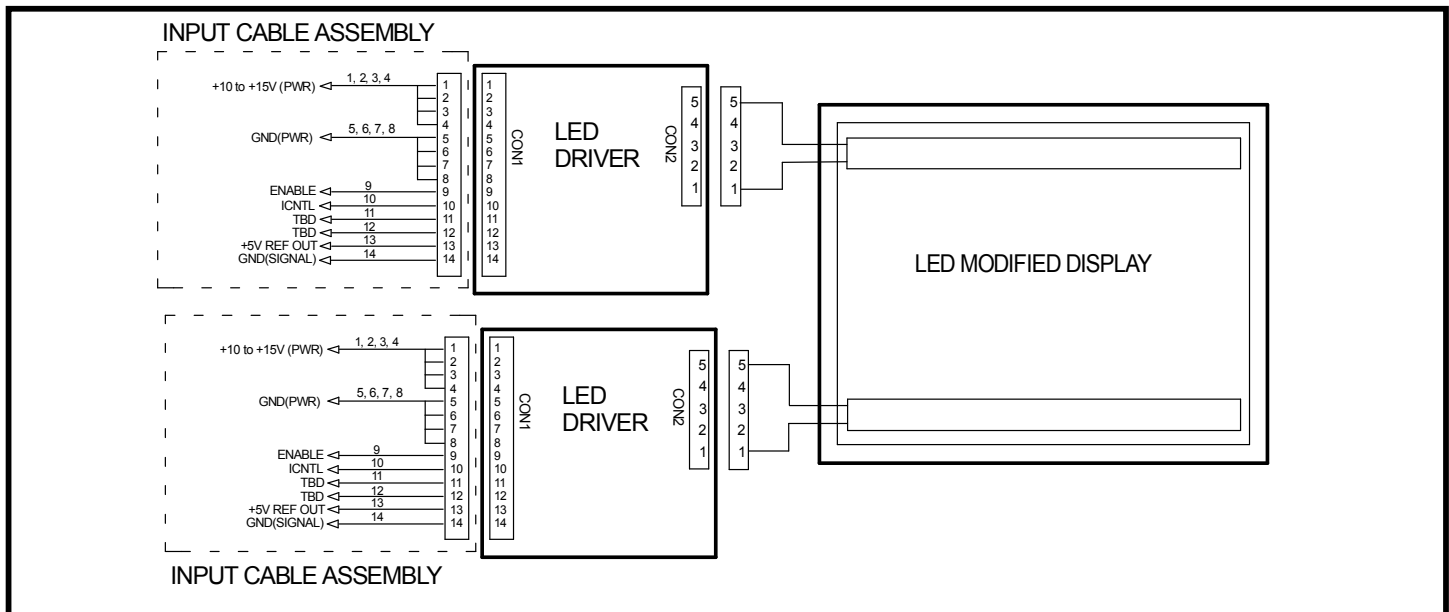 INPUT CABLE ASSEMBLY
+10 to +15V (PWR)
1, 2, 3, 4
GND(PWR)
5, 6, 7, 8
ENABLE
9
ICNTL
10
TBD
11
TBD
12
+5V REF OUT
13
GND(SIGNAL)
14
1
2
3
4
5
6
7
8
9
10
11
12
13
14
1
2
3
4
5
6
7
8
9
10
11
12
13
14
CON1
LED
DRIVER
CON2
5
4
3
2
1
5
4
3
2
1
LED MODIFIED DISPLAY
+10 to +15V (PWR)
1, 2, 3, 4
GND(PWR)
5, 6, 7, 8
ENABLE
9
ICNTL
10
TBD
11
TBD
12
+5V REF OUT
13
GND(SIGNAL)
14
1
2
3
4
5
6
7
8
9
10
11
12
13
14
1
2
3
4
5
6
7
8
9
10
11
12
13
14
CON1
LED
DRIVER
CON2
5
4
3
2
1
5
4
3
2
1
INPUT CABLE ASSEMBLY